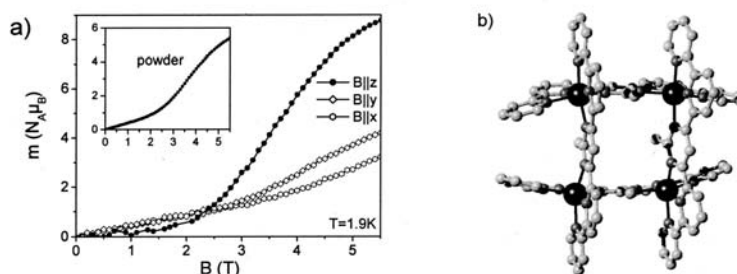 a)
b)
powder
6
4
2
0
0 1 2 3 4 5
B||z
B||y
B||x
T=1.9K
m (N_Aμ_B)
8
6
4
2
0
0 1 2 3 4 5
B (T)